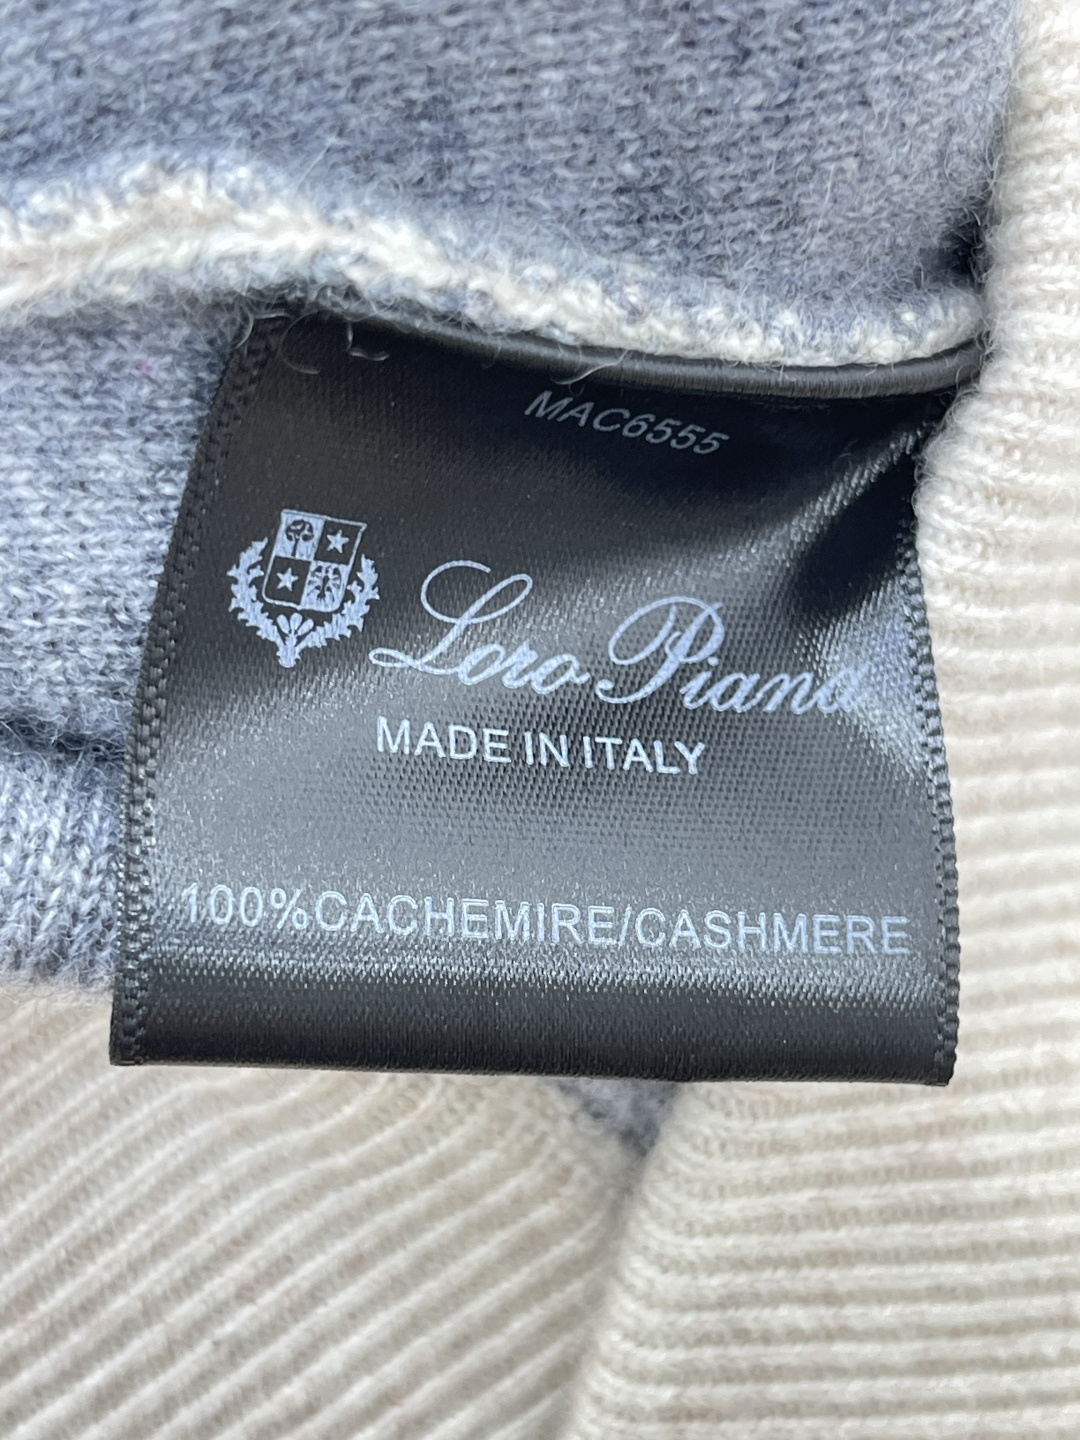 MAC6555
Loro Piana
MADE IN ITALY
100%CACHEMIRE/CASHMERE